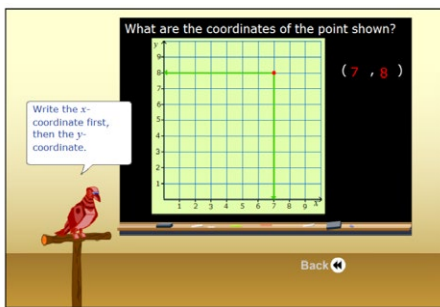 What are the coordinates of the point shown?
( 7 , 8 )
Write the x-
coordinate first,
then the y-
coordinate.
y
9
8
7
6
5
4
3
2
1
1 2 3 4 5 6 7 8 9 x
Back